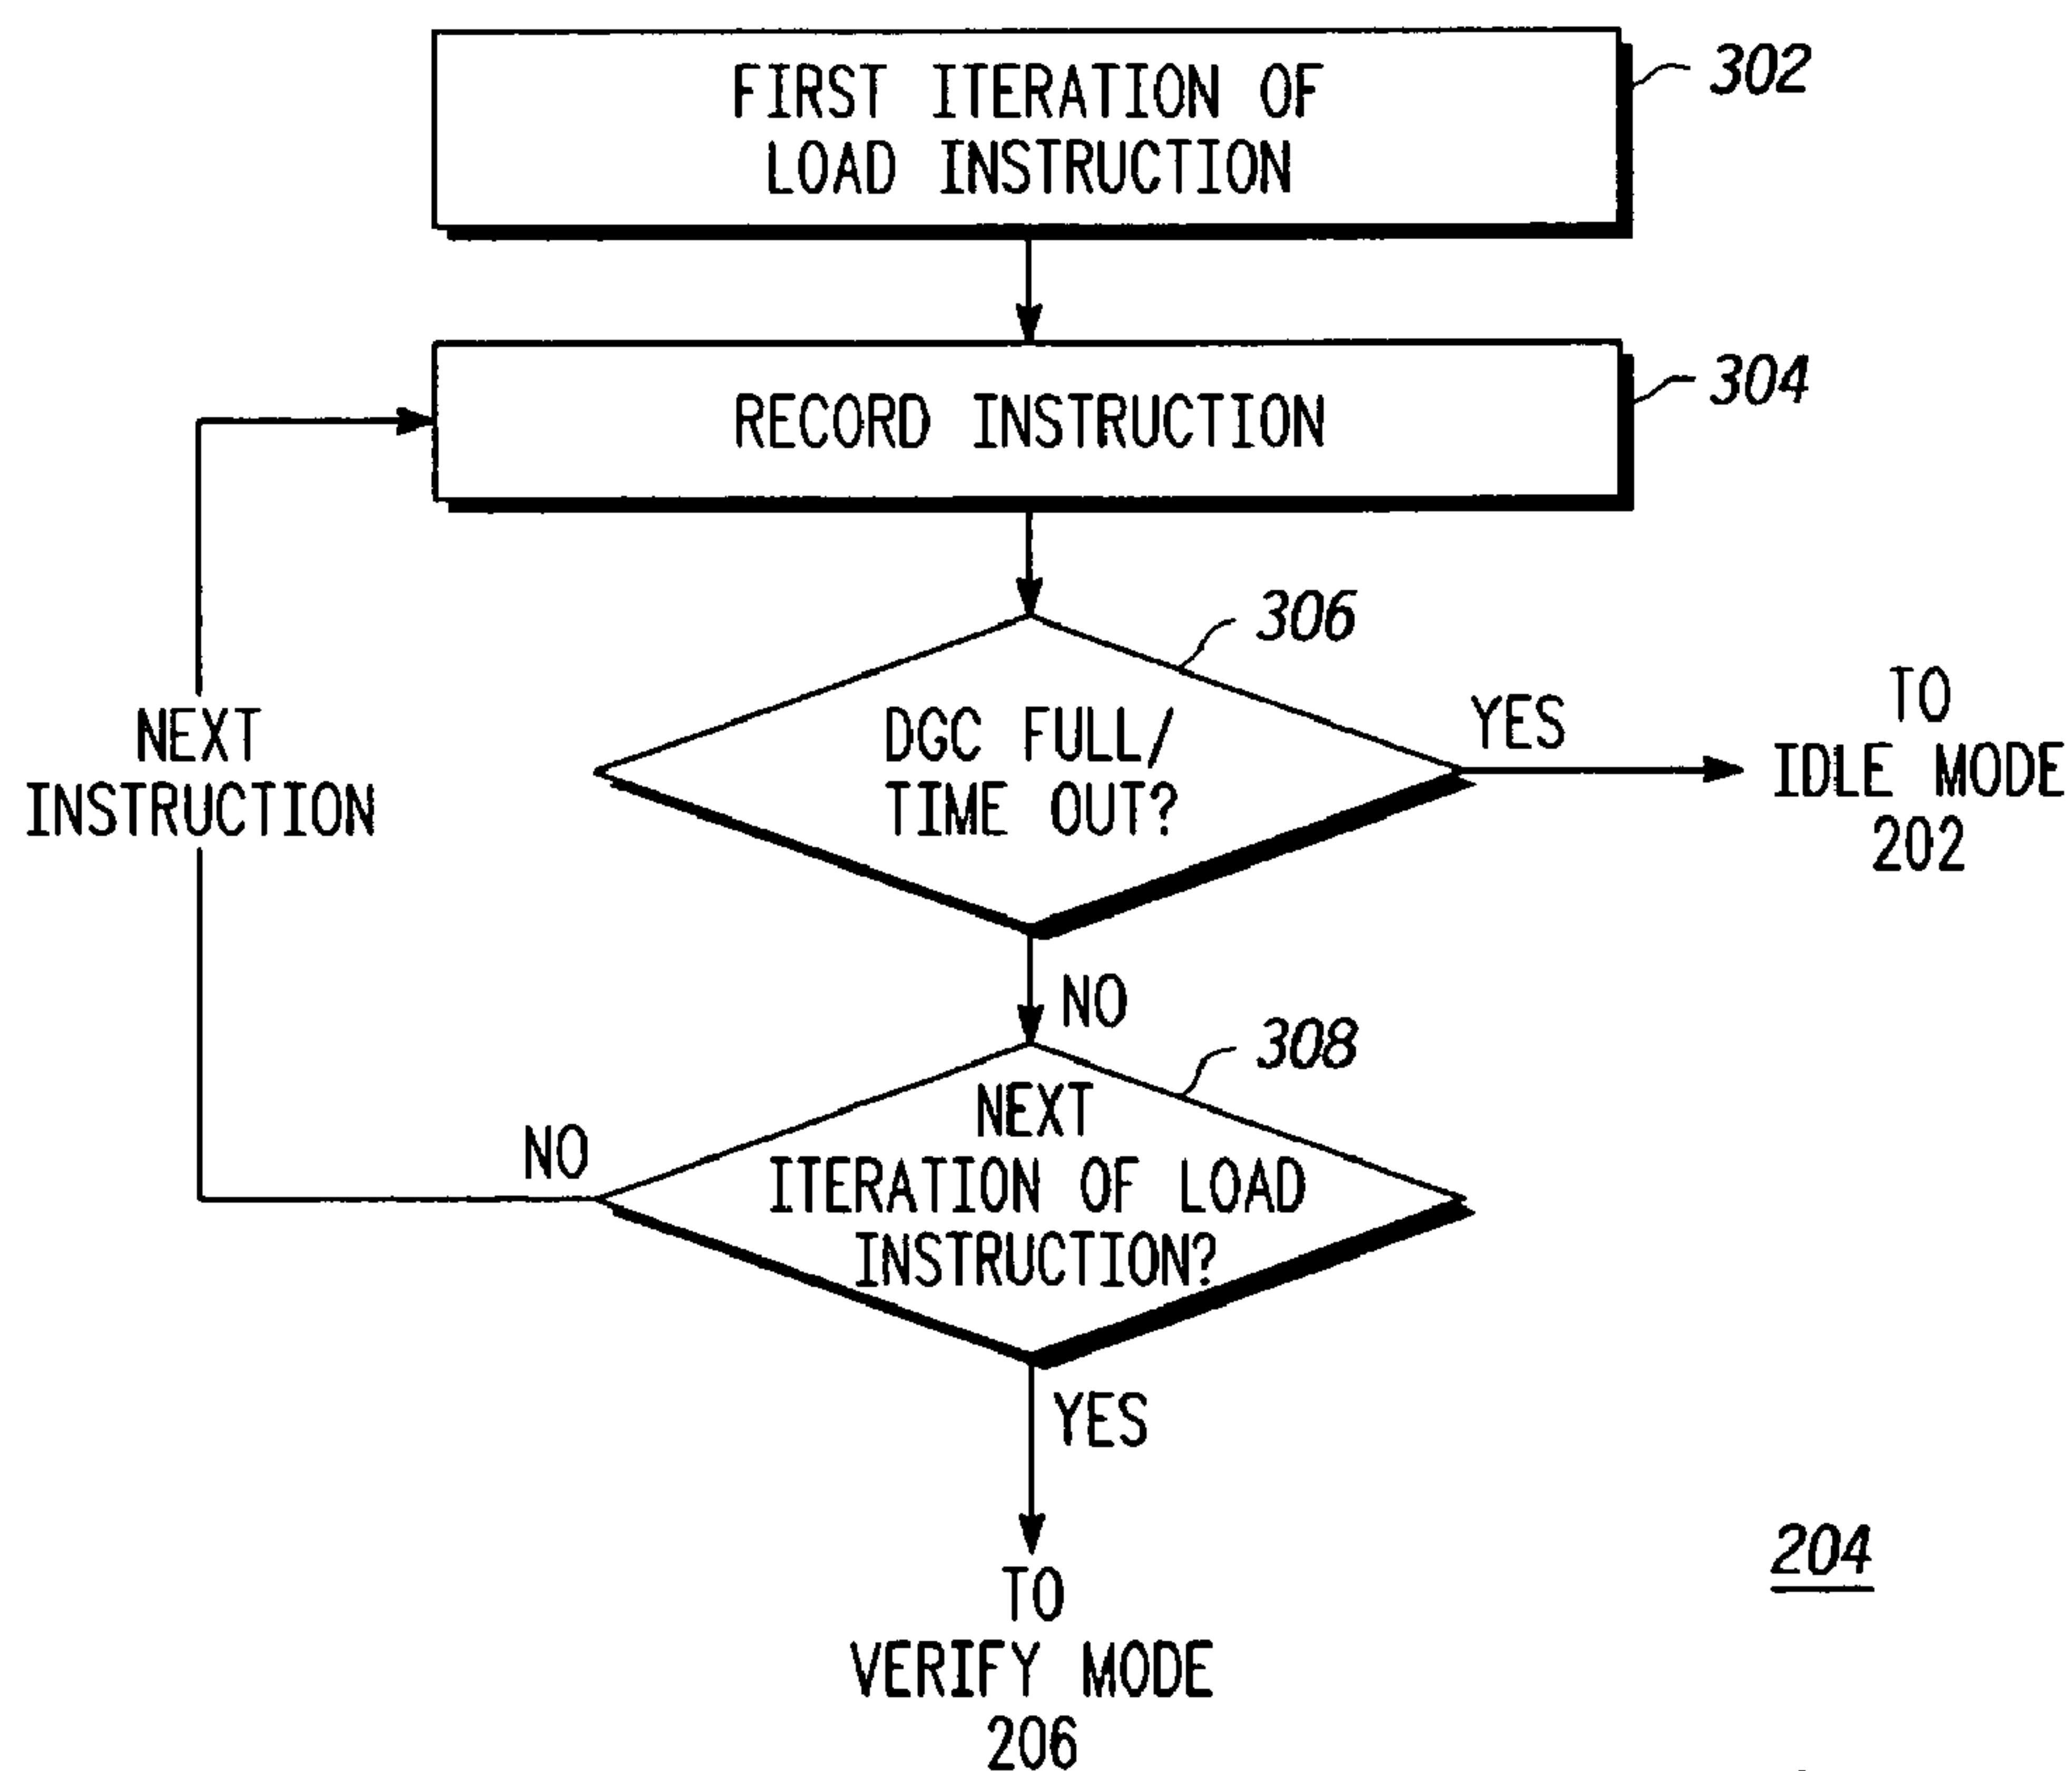 FIRST ITERATION OF
LOAD INSTRUCTION
302
RECORD INSTRUCTION
304
306
DGC FULL/
TIME OUT?
YES
TO
IDLE MODE
202
NEXT
INSTRUCTION
NO
308
NEXT
ITERATION OF LOAD
INSTRUCTION?
NO
YES
TO
VERIFY MODE
206
204